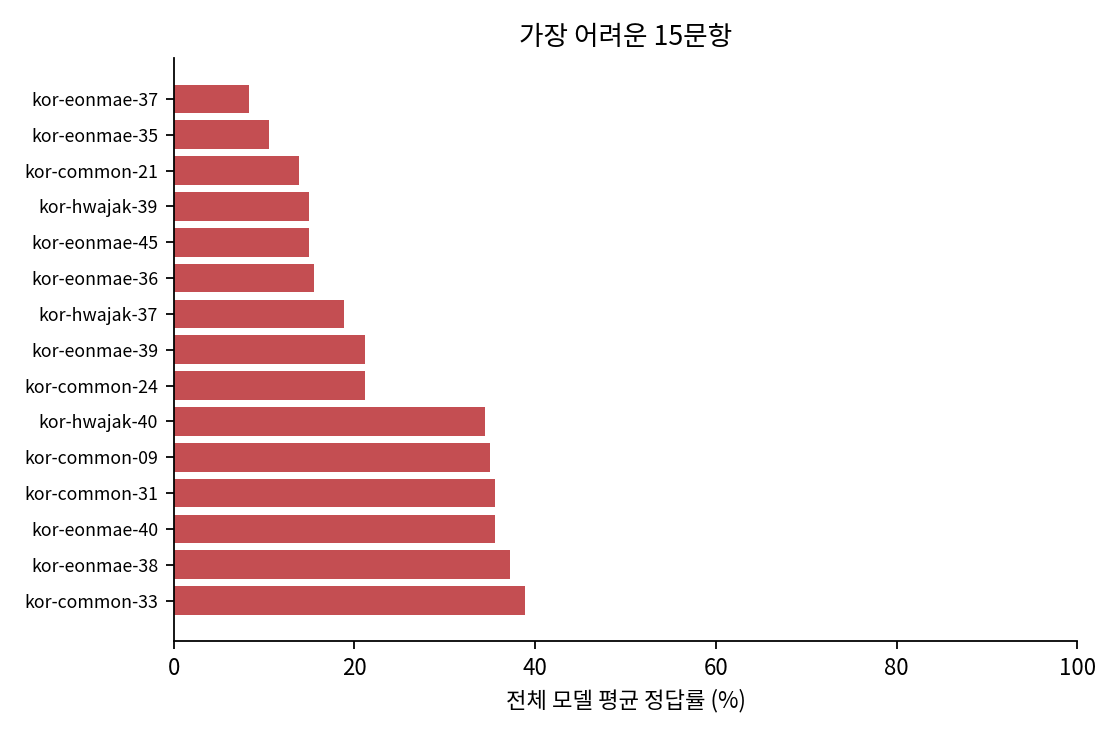 가장 어려운 15문항
kor-eonmae-37
kor-eonmae-35
kor-common-21
kor-hwajak-39
kor-eonmae-45
kor-eonmae-36
kor-hwajak-37
kor-eonmae-39
kor-common-24
kor-hwajak-40
kor-common-09
kor-common-31
kor-eonmae-40
kor-eonmae-38
kor-common-33
0 20 40 60 80 100
전체 모델 평균 정답률 (%)